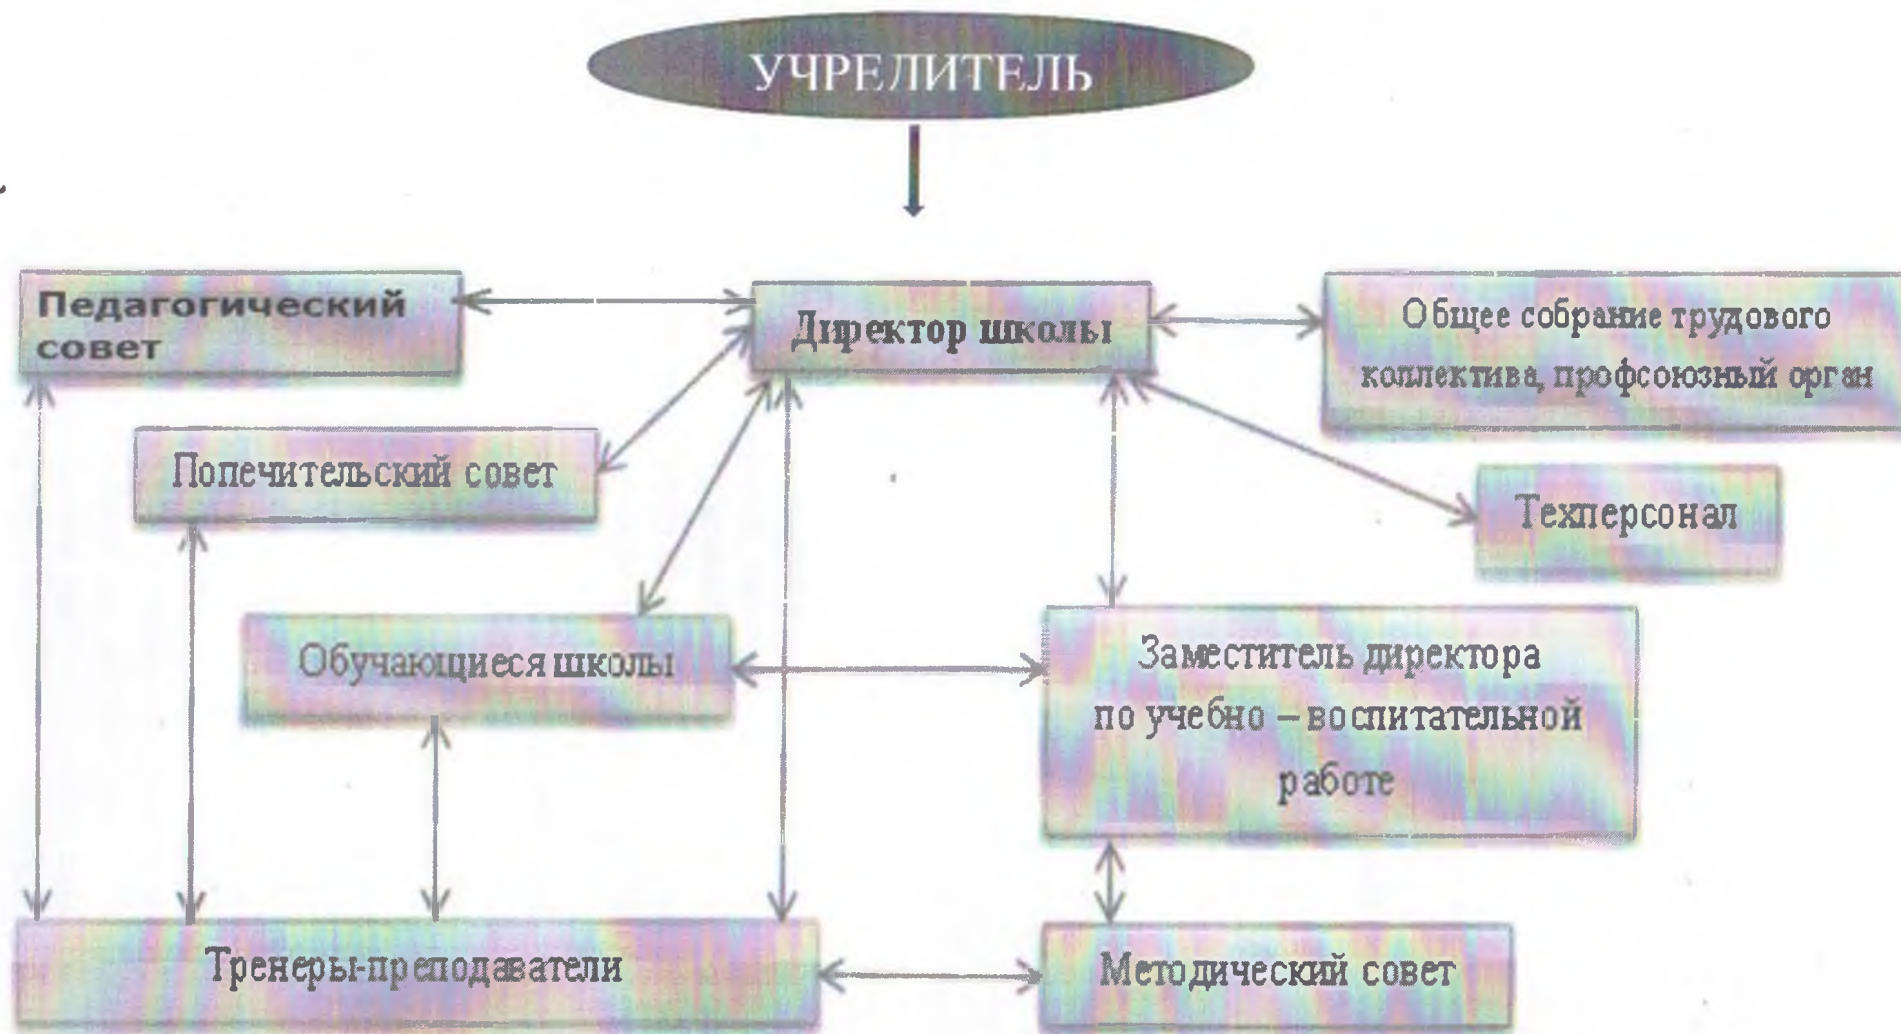 УЧРЕЛИТЕЛЬ
Педагогический
совет
Директор школы
Общее собрание трудового
коллектива, профсоюзный орган
Попечительский совет
Техперсонал
Обучающиеся школы
Заместитель директора
по учебно – воспитательной
работе
Тренеры-преподаватели
Методический совет